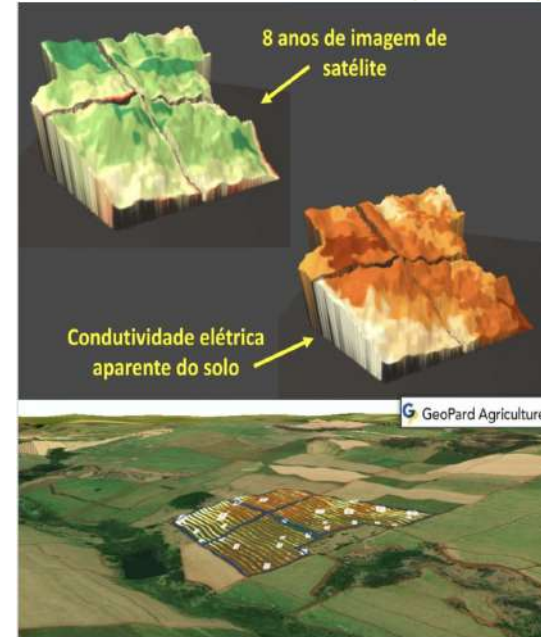 8 anos de imagem de
satélite
Condutividade elétrica
aparente do solo
GeoPard Agriculture